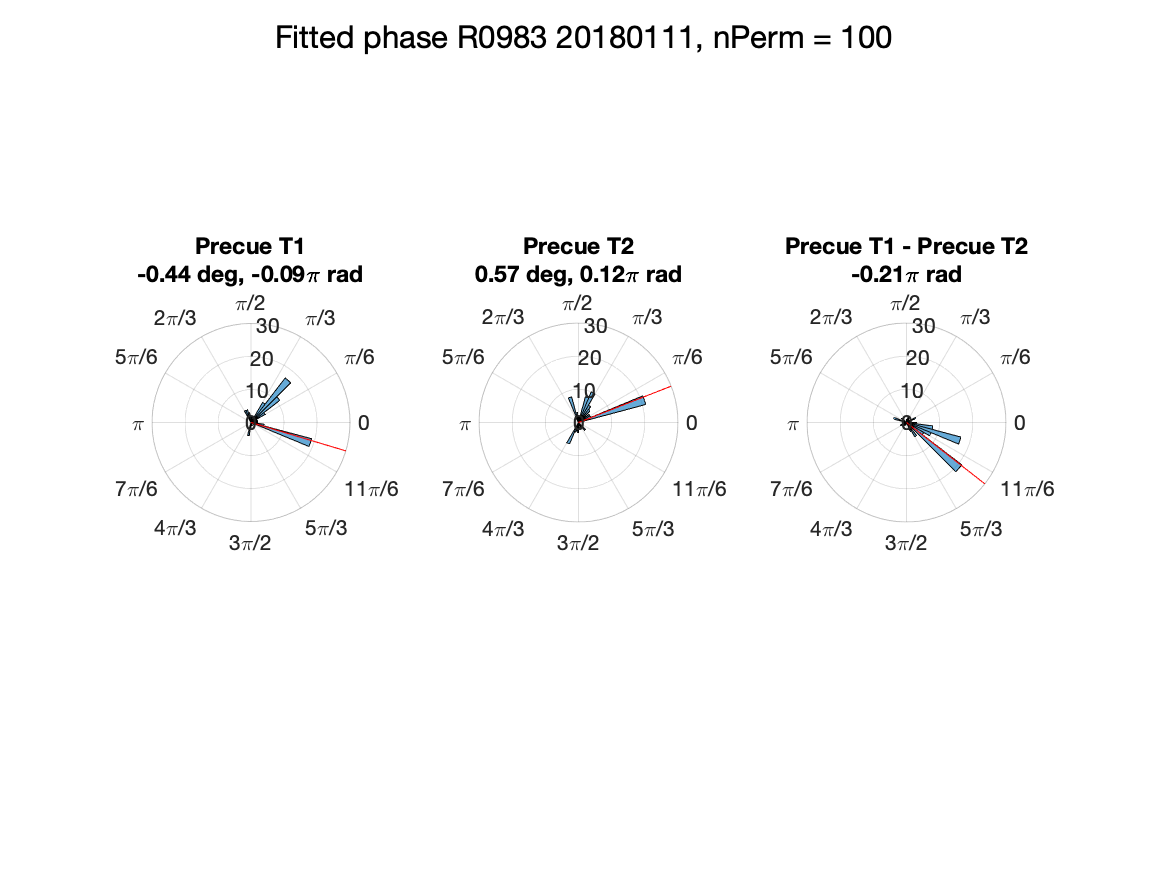 Fitted phase R0983 20180111, nPerm = 100
Precue T1
-0.44 deg, -0.09π rad
π/2
2π/3
π/3
30
5π/6
π/6
20
10
π
0
0
7π/6
11π/6
4π/3
5π/3
3π/2
Precue T2
0.57 deg, 0.12π rad
π/2
2π/3
π/3
30
5π/6
π/6
20
10
π
0
0
7π/6
11π/6
4π/3
5π/3
3π/2
Precue T1 - Precue T2
-0.21π rad
π/2
2π/3
π/3
30
5π/6
π/6
20
10
π
0
0
7π/6
11π/6
4π/3
5π/3
3π/2